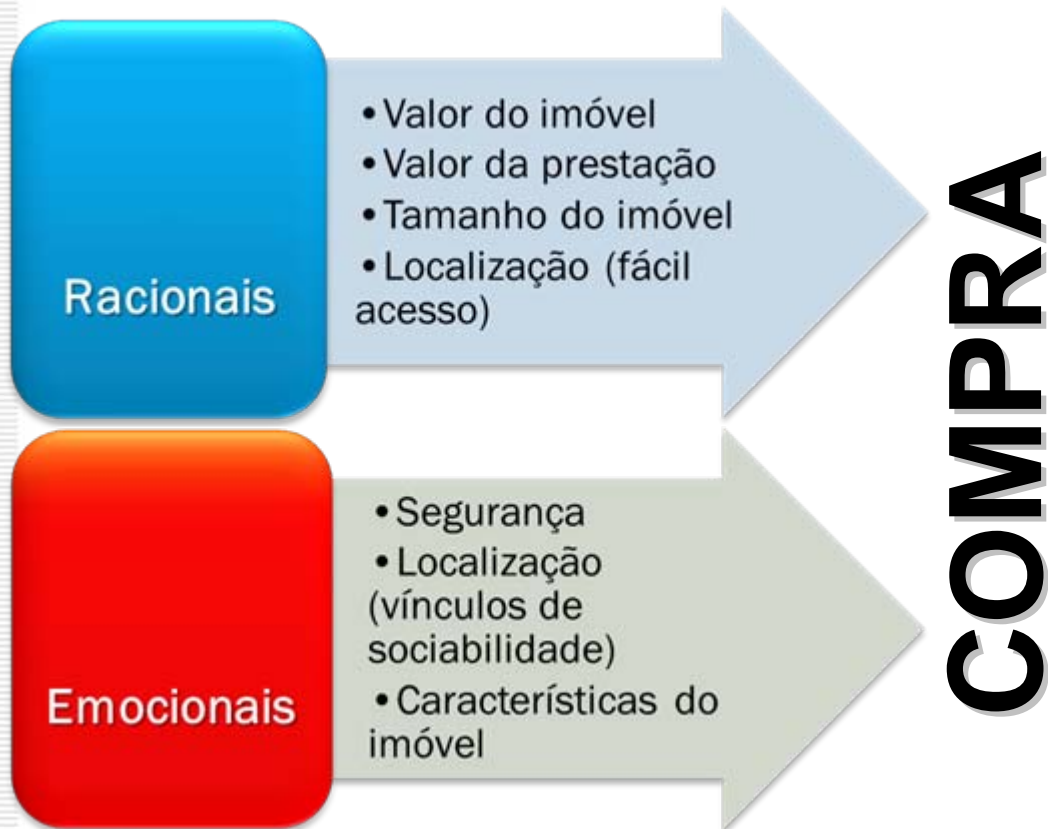 Racionais
•Valor do imóvel
•Valor da prestação
•Tamanho do imóvel
•Localização (fácil
acesso)
Emocionais
•Segurança
•Localização
(vínculos de
sociabilidade)
•Características do
imóvel
COMPRA